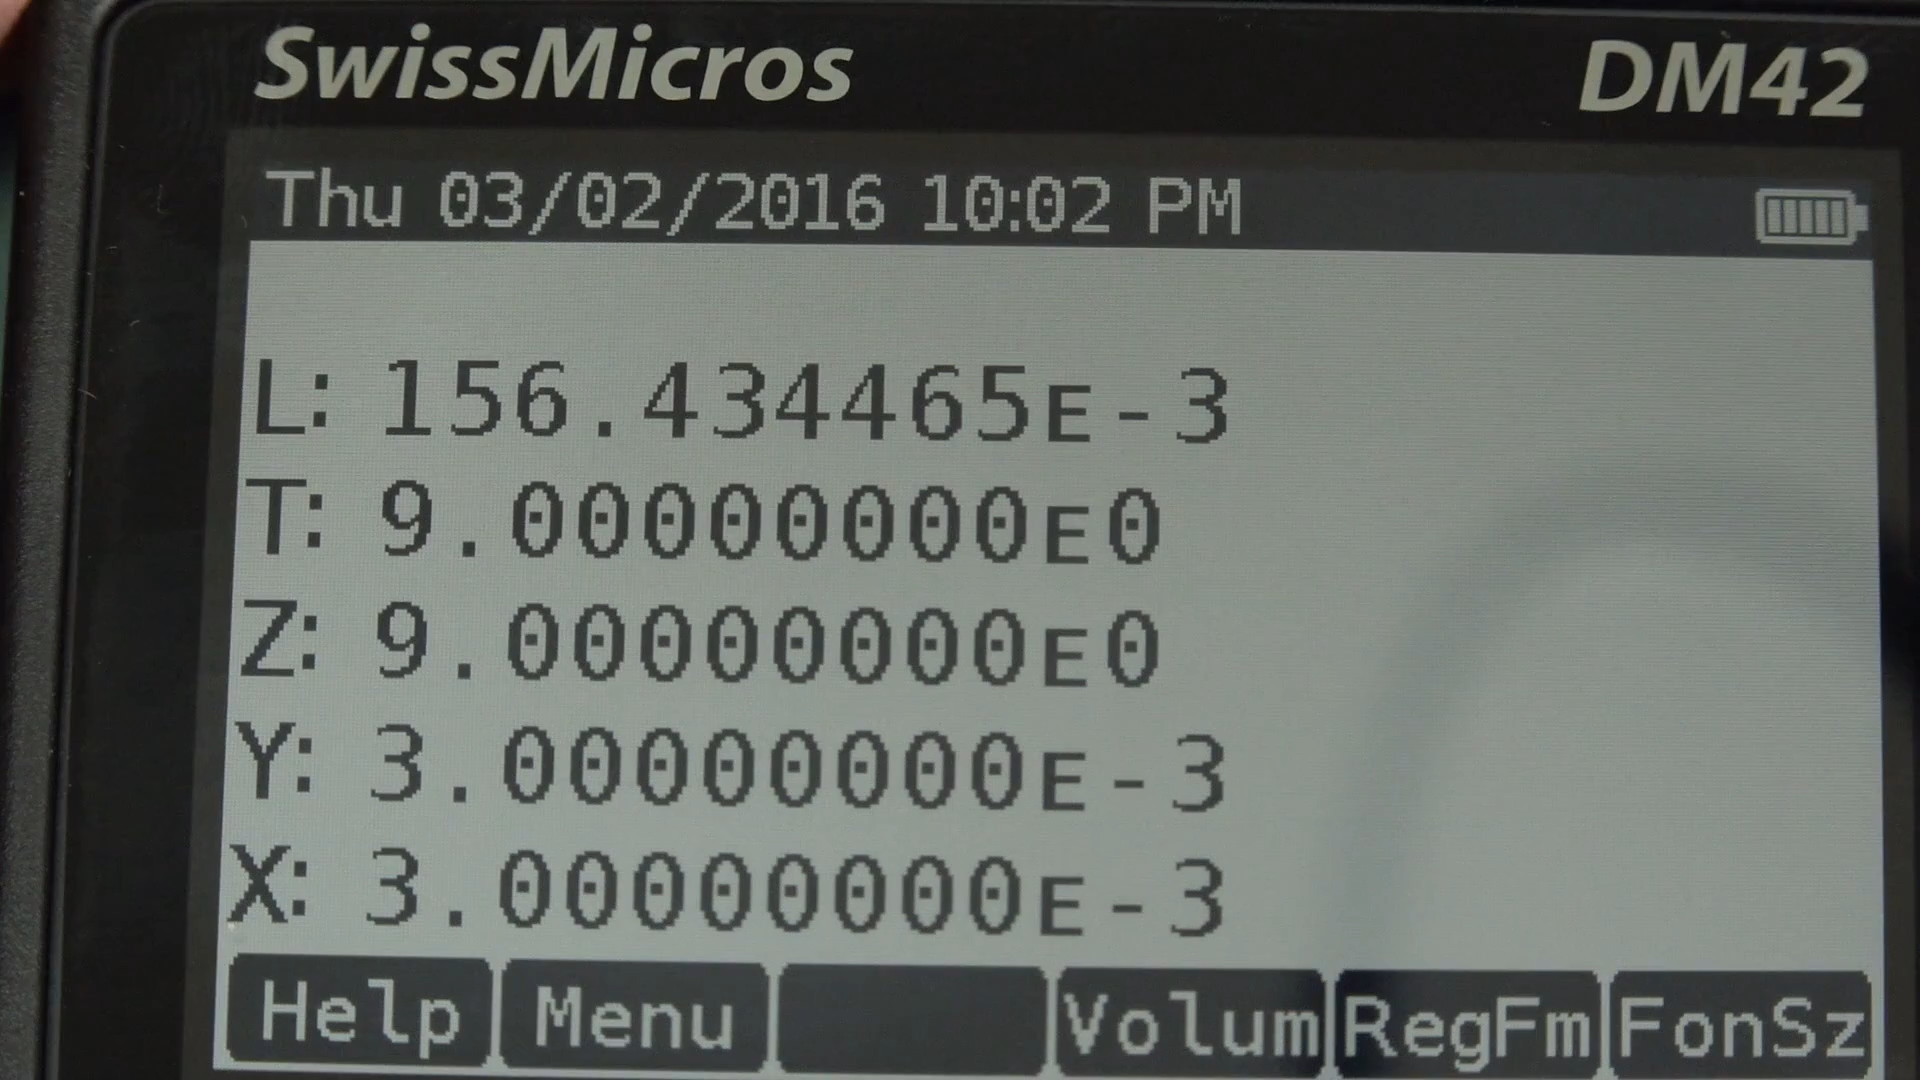 SwissMicros DM42
Thu 03/02/2016 10:02 PM
L: 156.434465E-3
T: 9.00000000E0
Z: 9.00000000E0
Y: 3.00000000E-3
X: 3.00000000E-3
Help Menu Volum RegFm FonSz